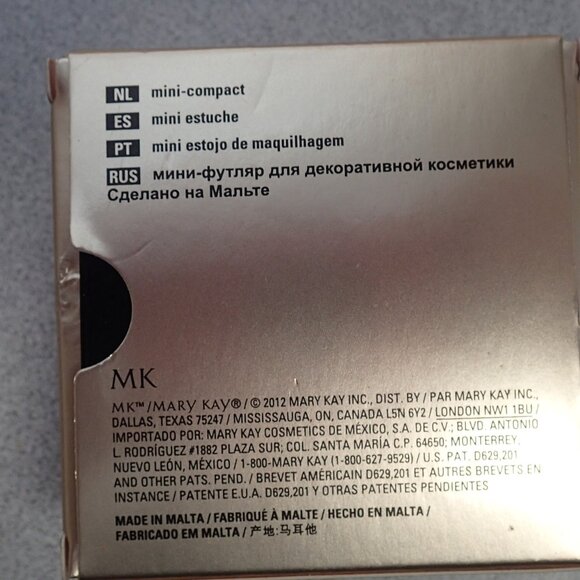 NL mini-compact
ES mini estuche
PT mini estojo de maquilhagem
RUS мини-футляр для декоративной косметики
Сделано на Мальте
MK
MK™/MARY KAY®/© 2012 MARY KAY INC., DIST. BY / PAR MARY KAY INC.,
DALLAS, TEXAS 75247 / MISSISSAUGA, ON, CANADA L5N 6Y2 / LONDON NW1 1BU /
IMPORTADO POR: MARY KAY COSMETICS DE MÉXICO, S.A. DE C.V.; BLVD. ANTONIO
L. RODRÍGUEZ #1882 PLAZA SUR; COL. SANTA MARÍA C.P. 64650; MONTERREY,
NUEVO LEÓN, MÉXICO / 1-800-MARY KAY (1-800-627-9529) / U.S. PAT. D629,201
AND OTHER PATS. PEND. / BREVET AMÉRICAIN D629,201 ET AUTRES BREVETS EN
INSTANCE / PATENTE E.U.A. D629,201 Y OTRAS PATENTES PENDIENTES
MADE IN MALTA / FABRIQUÉ À MALTE / HECHO EN MALTA /
FABRICADO EM MALTA / 产地:马耳他